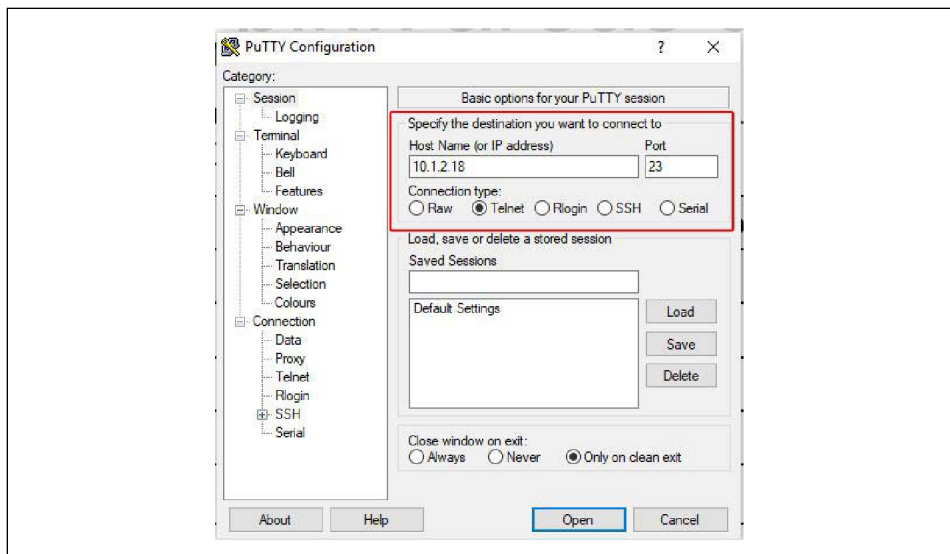 PuTTY Configuration ? X
Category:
Session
Logging
Terminal
Keyboard
Bell
Features
Window
Appearance
Behaviour
Translation
Selection
Colours
Connection
Data
Proxy
Telnet
Rlogin
SSH
Serial
Basic options for your PuTTY session
Specify the destination you want to connect to
Host Name (or IP address) Port
10.1.2.18 23
Connection type:
Raw Telnet Rlogin SSH Serial
Load, save or delete a stored session
Saved Sessions
Default Settings
Load
Save
Delete
Close window on exit:
Always Never Only on clean exit
About Help Open Cancel